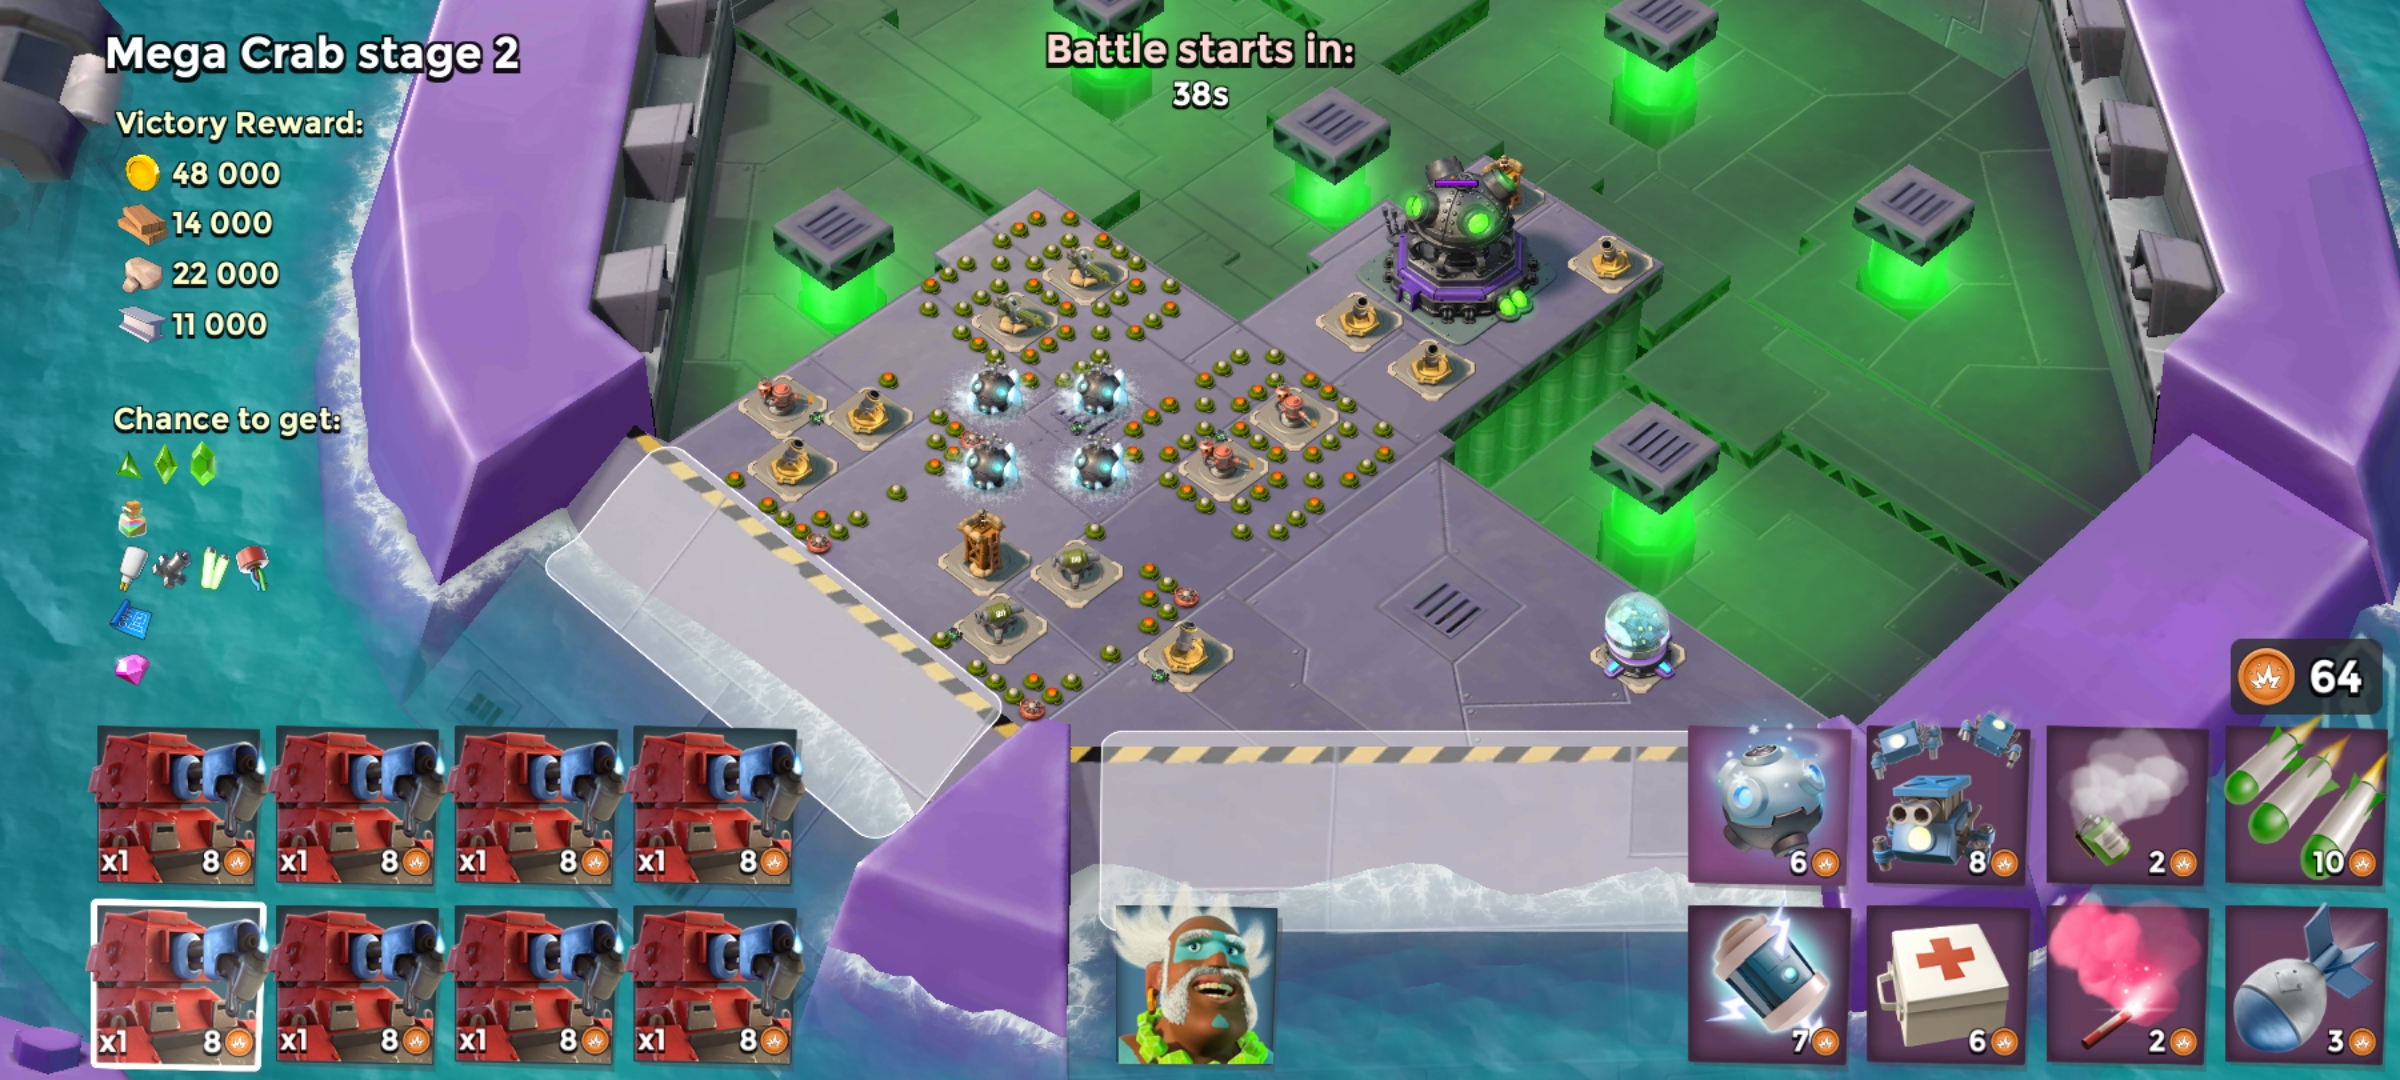 Mega Crab stage 2
Battle starts in:
38s
Victory Reward:
48 000
14 000
22 000
11 000
Chance to get:
64
x1 8
x1 8
x1 8
x1 8
6
8
2
10
x1 8
x1 8
x1 8
x1 8
7
6
2
3